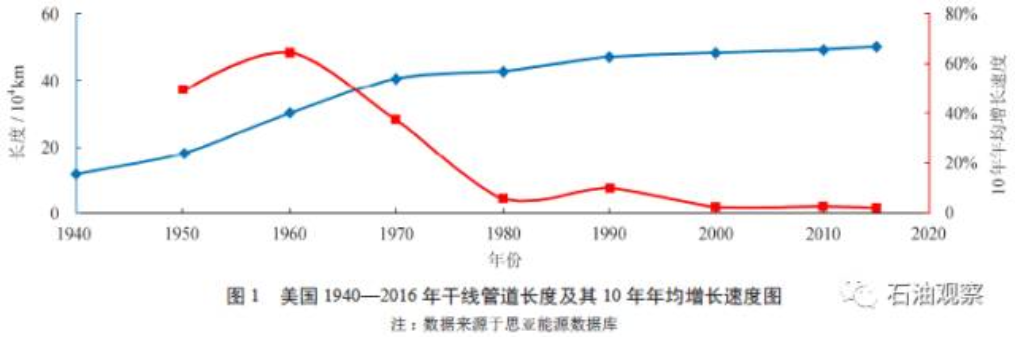 60
40
20
0
长度 / 10⁴km
80%
60%
40%
20%
0
10 年年均增长速度
1940 1950 1960 1970 1980 1990 2000 2010 2020
年份
图 1 美国 1940—2016 年干线管道长度及其 10 年年均增长速度图
石油观察
注：数据来源于思亚能源数据库